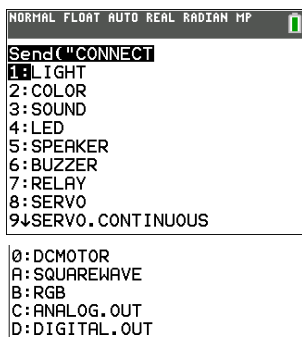 NORMAL FLOAT AUTO REAL RADIAN MP
Send("CONNECT
1:LIGHT
2:COLOR
3:SOUND
4:LED
5:SPEAKER
6:BUZZER
7:RELAY
8:SERVO
9↓SERVO.CONTINUOUS
0:DCMOTOR
A:SQUAREWAVE
B:RGB
C:ANALOG.OUT
D:DIGITAL.OUT